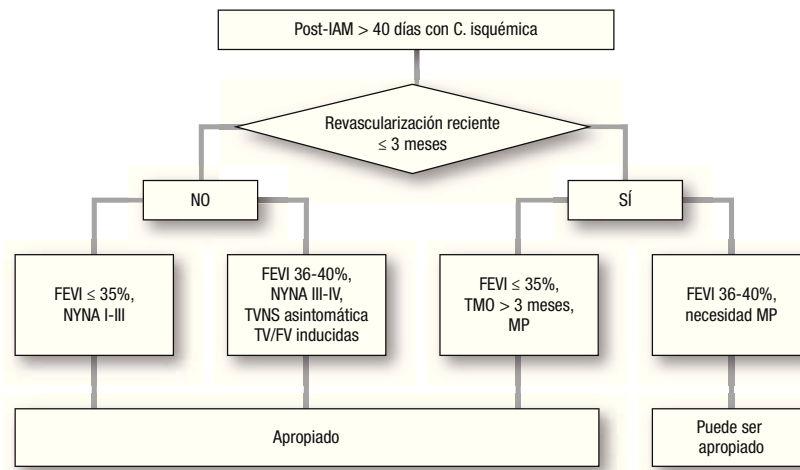 Post-IAM > 40 días con C. isquémica
Revascularización reciente
≤ 3 meses
NO
SÍ
FEVI ≤ 35%,
NYNA I-III
FEVI 36-40%,
NYNA III-IV,
TVNS asintomática
TV/FV inducidas
FEVI ≤ 35%,
TMO > 3 meses,
MP
FEVI 36-40%,
necesidad MP
Apropiado
Puede ser
apropiado